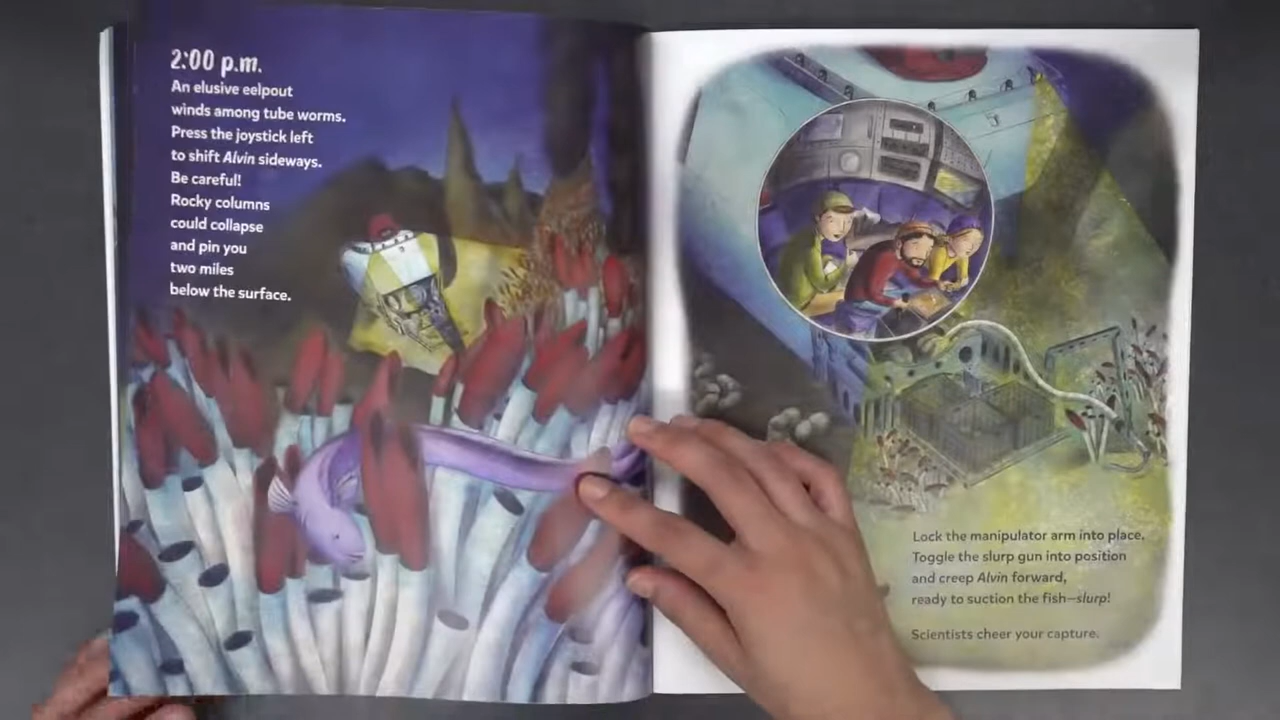 2:00 p.m.
An elusive eelpout
winds among tube worms.
Press the joystick left
to shift Alvin sideways.
Be careful!
Rocky columns
could collapse
and pin you
two miles
below the surface.
Lock the manipulator arm into place.
Toggle the slurp gun into position
and creep Alvin forward,
ready to suction the fish—slurp!
Scientists cheer your capture.